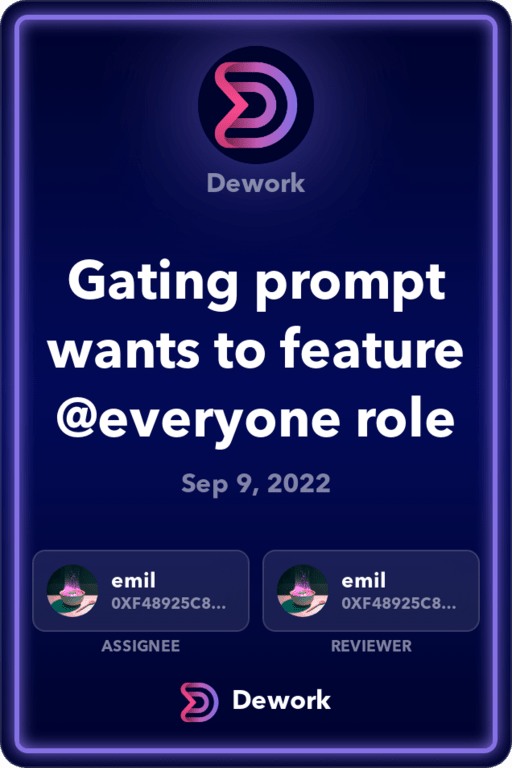 Dework
Gating prompt
wants to feature
@everyone role
Sep 9, 2022
emil
0XF48925C8...
ASSIGNEE
emil
0XF48925C8...
REVIEWER
Dework